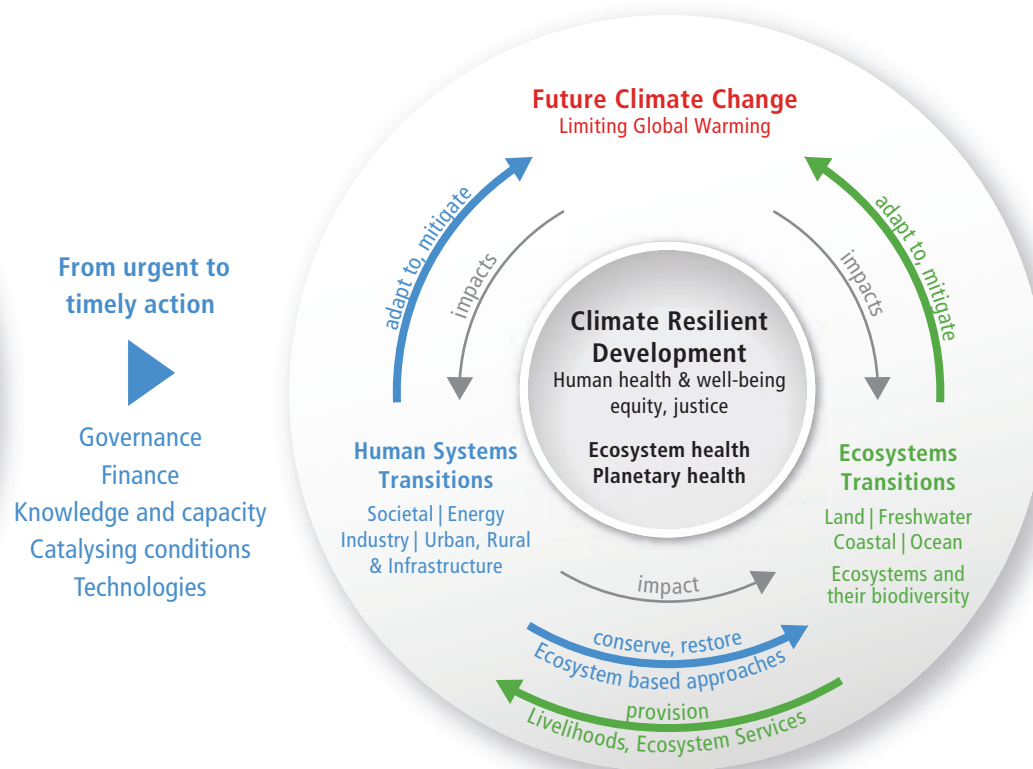 From urgent to
timely action
Governance
Finance
Knowledge and capacity
Catalysing conditions
Technologies
Future Climate Change
Limiting Global Warming
adapt to, mitigate
impacts
impacts
adapt to, mitigate
Climate Resilient
Development
Human health & well-being
equity, justice
Ecosystem health
Planetary health
Human Systems
Transitions
Societal | Energy
Industry | Urban, Rural
& Infrastructure
Ecosystems
Transitions
Land | Freshwater
Coastal | Ocean
Ecosystems and
their biodiversity
impact
conserve, restore
Ecosystem based approaches
provision
Livelihoods, Ecosystem Services